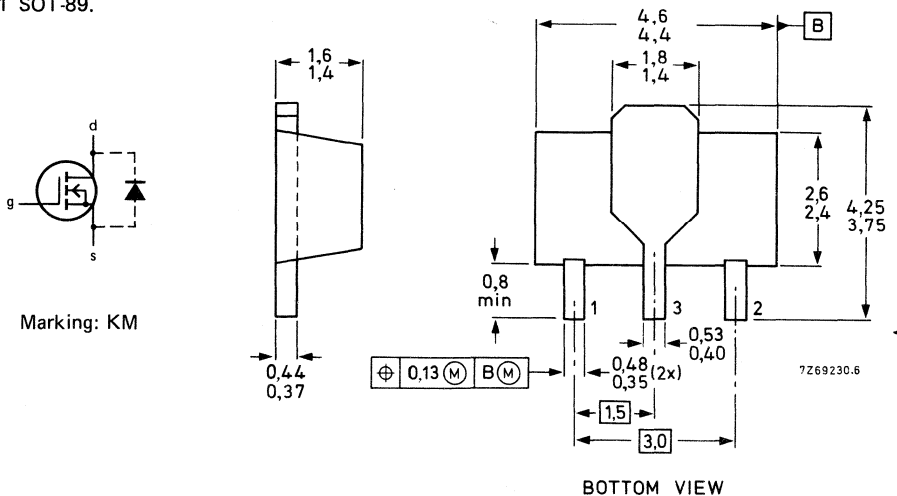 SOT-89.
d
g
s
Marking: KM
1,6
1,4
0,44
0,37
4,6
4,4
B
1,8
1,4
2,6
2,4
4,25
3,75
0,8
min
1
3
2
0,53
0,40
⌖ 0,13 Ⓜ B Ⓜ
0,48
0,35 (2x)
1,5
3,0
7Z69230.6
BOTTOM VIEW